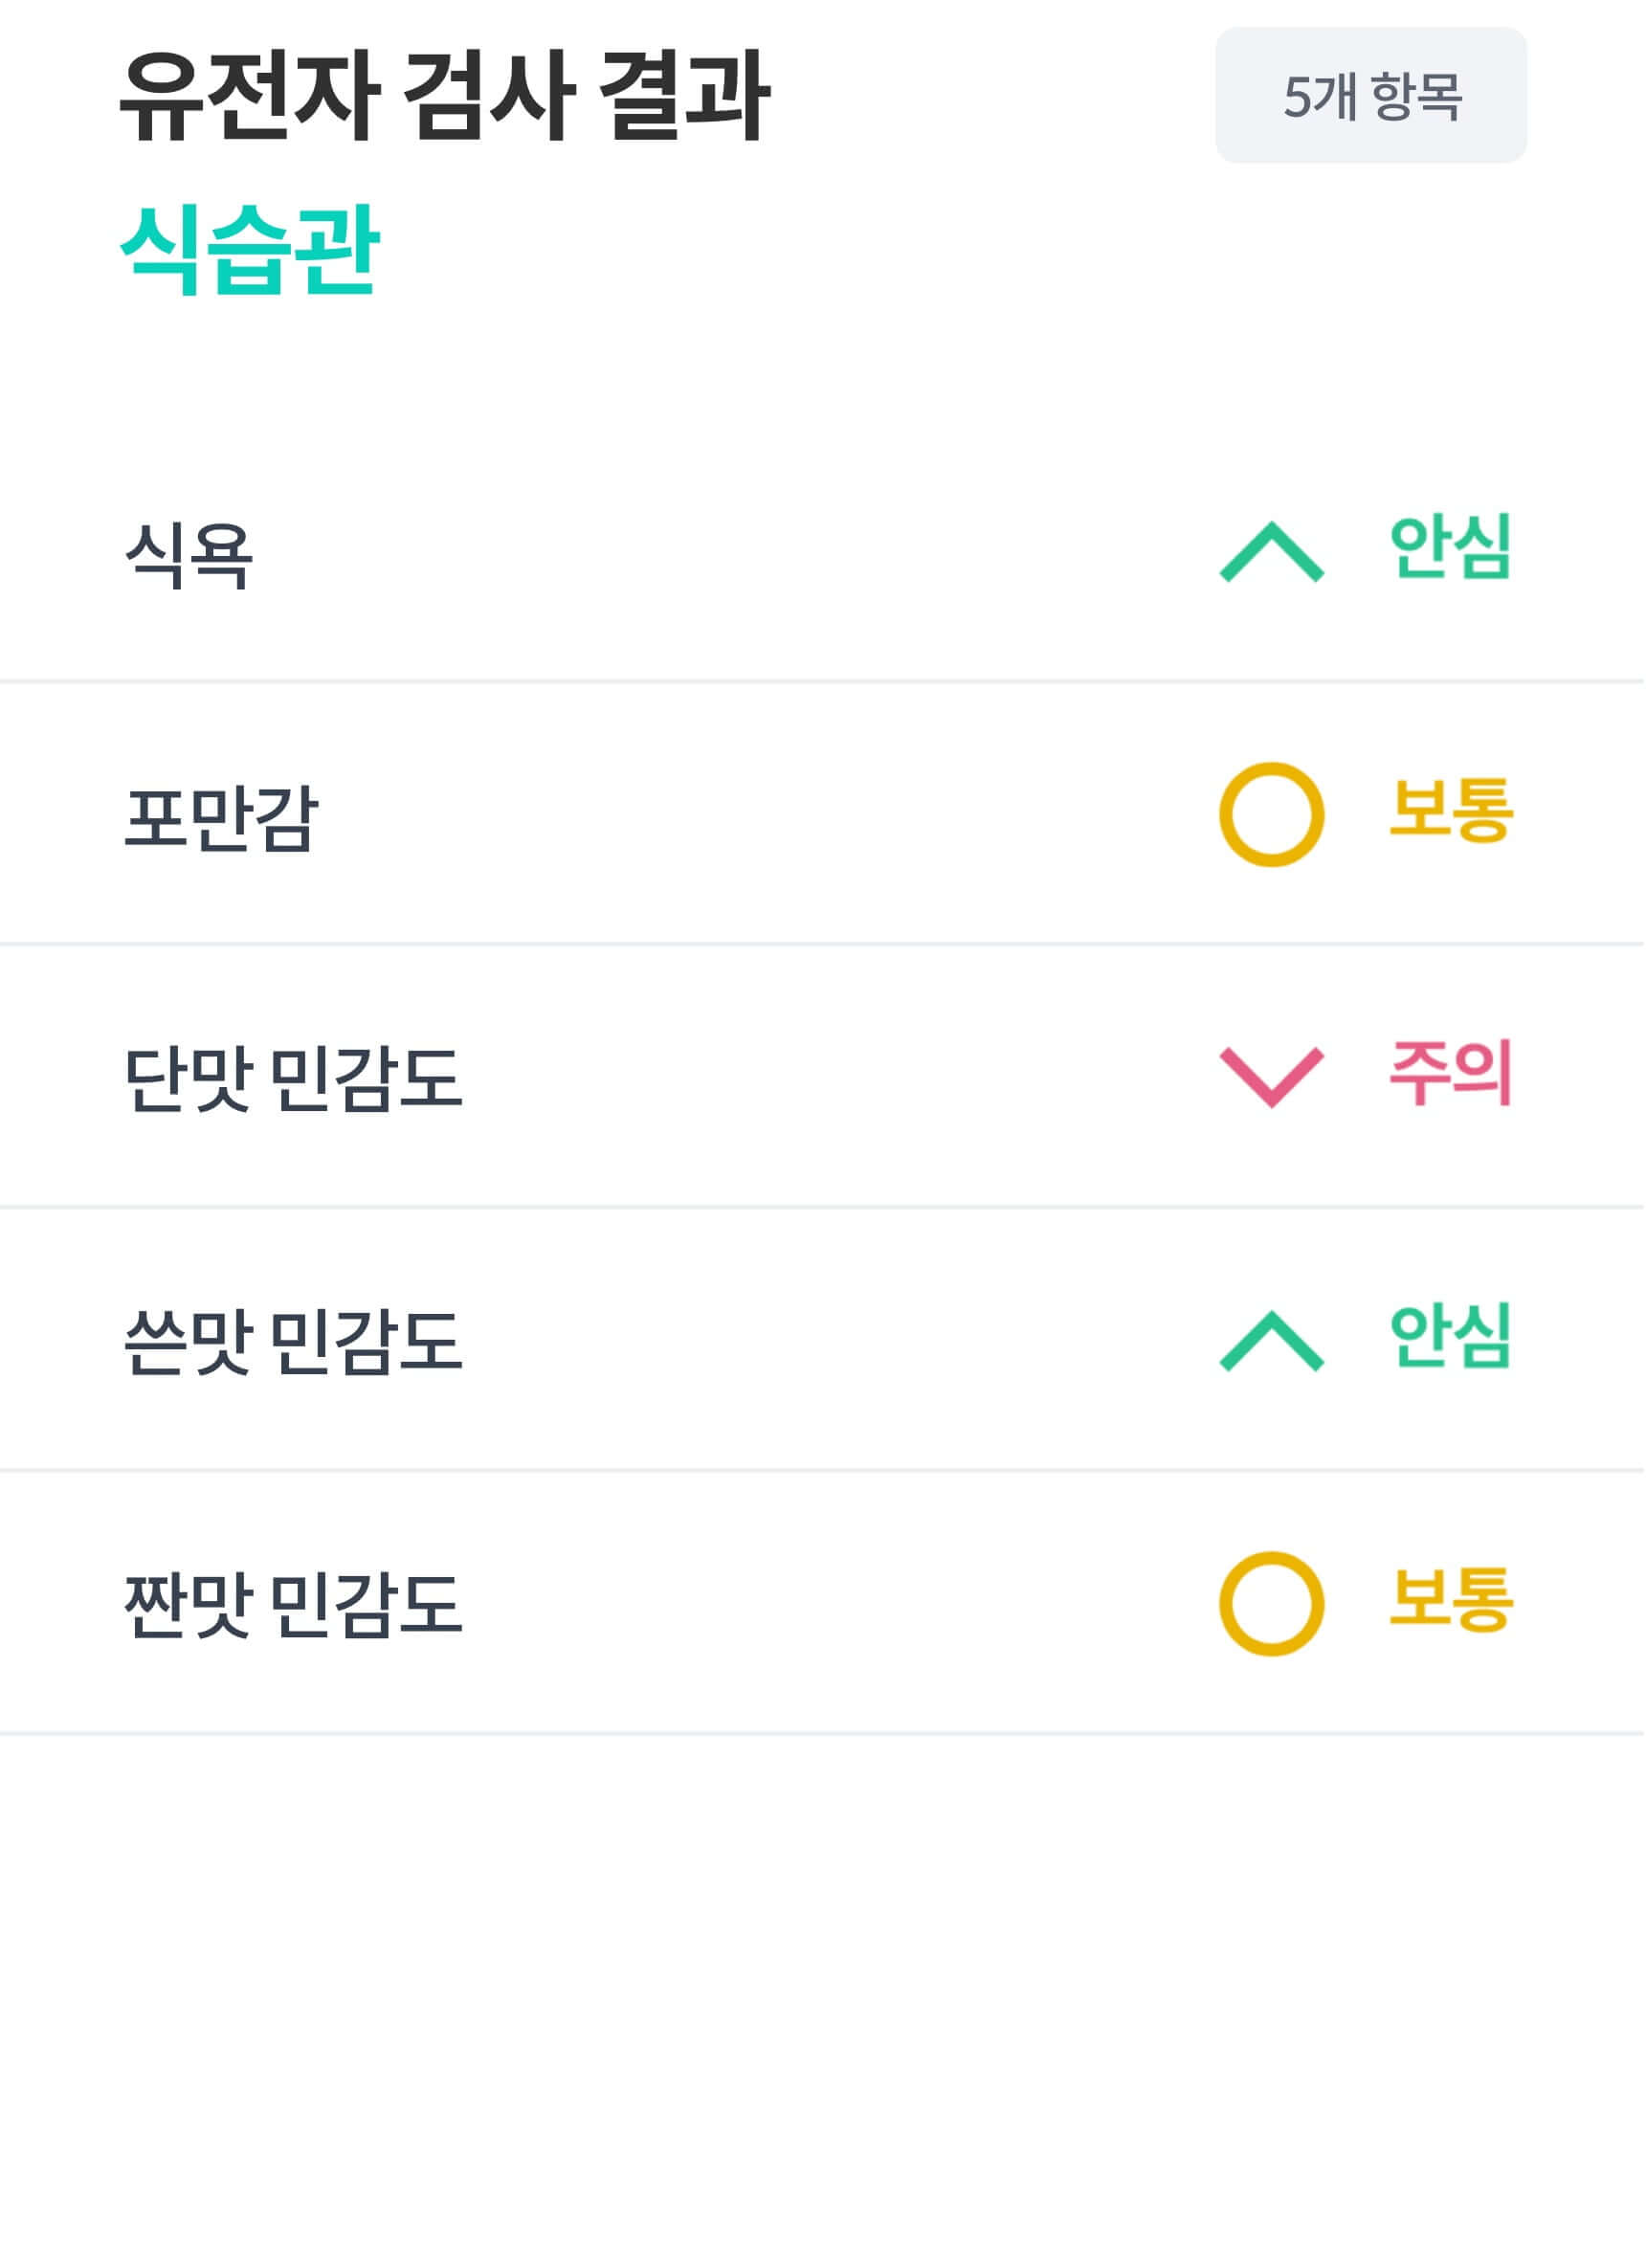 유전자 검사 결과
5개 항목
식습관
식욕 안심
포만감 보통
단맛 민감도 주의
쓴맛 민감도 안심
짠맛 민감도 보통